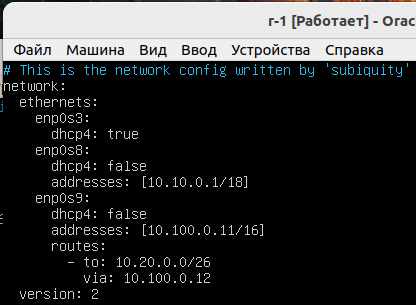 r-1 [Работает] - Orac
Файл Машина Вид Ввод Устройства Справка
# This is the network config written by 'subiquity'
network:
  ethernets:
    enp0s3:
      dhcp4: true
    enp0s8:
      dhcp4: false
      addresses: [10.10.0.1/18]
    enp0s9:
      dhcp4: false
      addresses: [10.100.0.11/16]
      routes:
        - to: 10.20.0.0/26
          via: 10.100.0.12
  version: 2